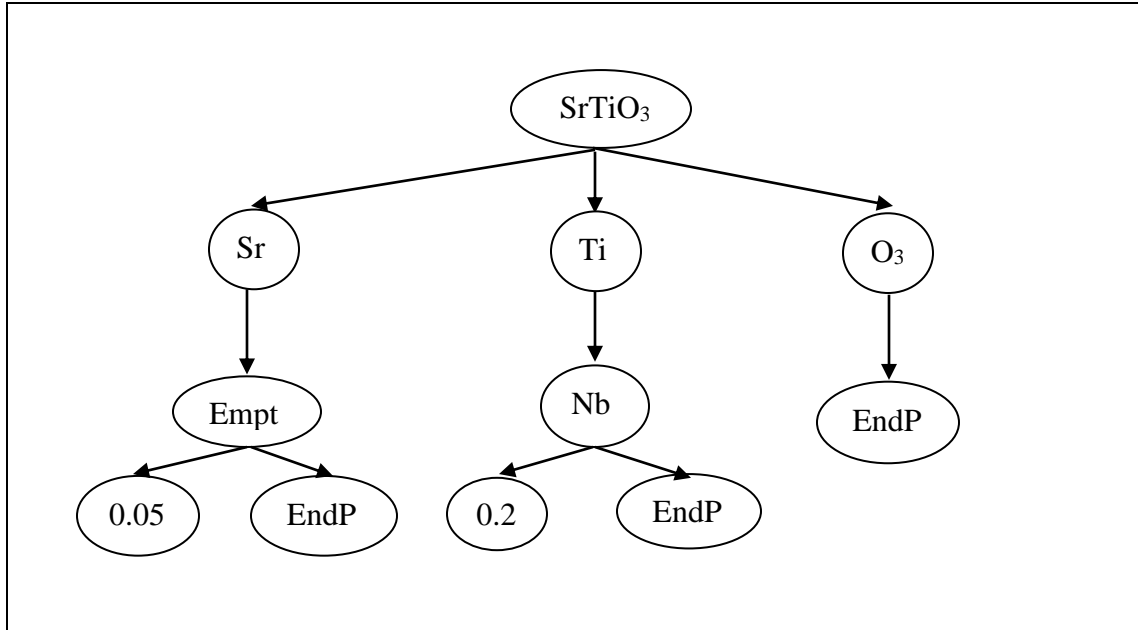 SrTiO₃
Sr
Ti
O₃
Empt
Nb
EndP
0.05
EndP
0.2
EndP